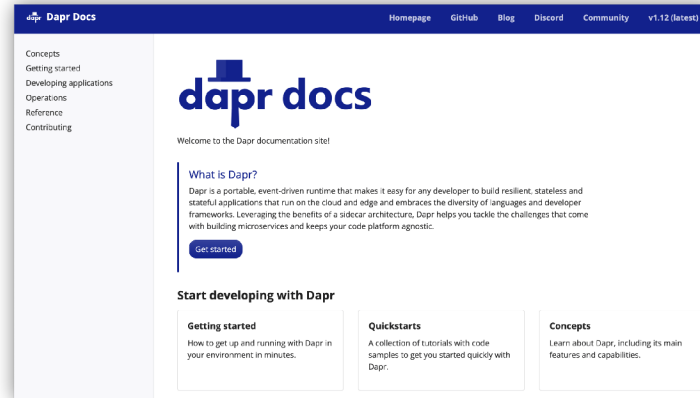 dapr Dapr Docs Homepage GitHub Blog Discord Community v1.12 (latest)
Concepts
Getting started
Developing applications
Operations
Reference
Contributing
dapr docs
Welcome to the Dapr documentation site!
What is Dapr?
Dapr is a portable, event-driven runtime that makes it easy for any developer to build resilient, stateless and
stateful applications that run on the cloud and edge and embraces the diversity of languages and developer
frameworks. Leveraging the benefits of a sidecar architecture, Dapr helps you tackle the challenges that come
with building microservices and keeps your code platform agnostic.
Get started
Start developing with Dapr
Getting started
How to get up and running with Dapr in
your environment in minutes.
Quickstarts
A collection of tutorials with code
samples to get you started quickly with
Dapr.
Concepts
Learn about Dapr, including its main
features and capabilities.